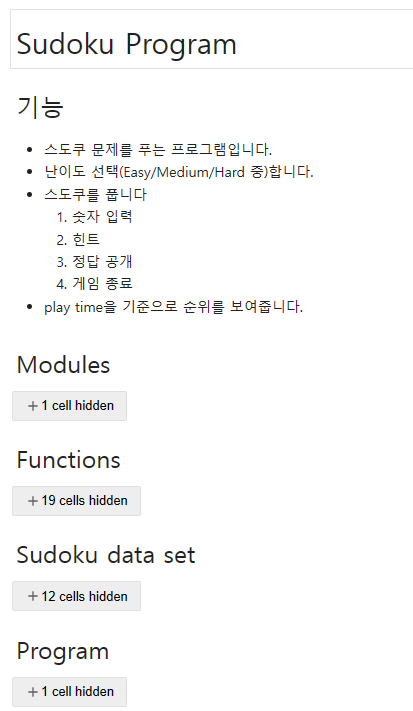 Sudoku Program
기능
• 스도쿠 문제를 푸는 프로그램입니다.
• 난이도 선택(Easy/Medium/Hard 중)합니다.
• 스도쿠를 풉니다
1. 숫자 입력
2. 힌트
3. 정답 공개
4. 게임 종료
• play time을 기준으로 순위를 보여줍니다.
Modules
+ 1 cell hidden
Functions
+ 19 cells hidden
Sudoku data set
+ 12 cells hidden
Program
+ 1 cell hidden